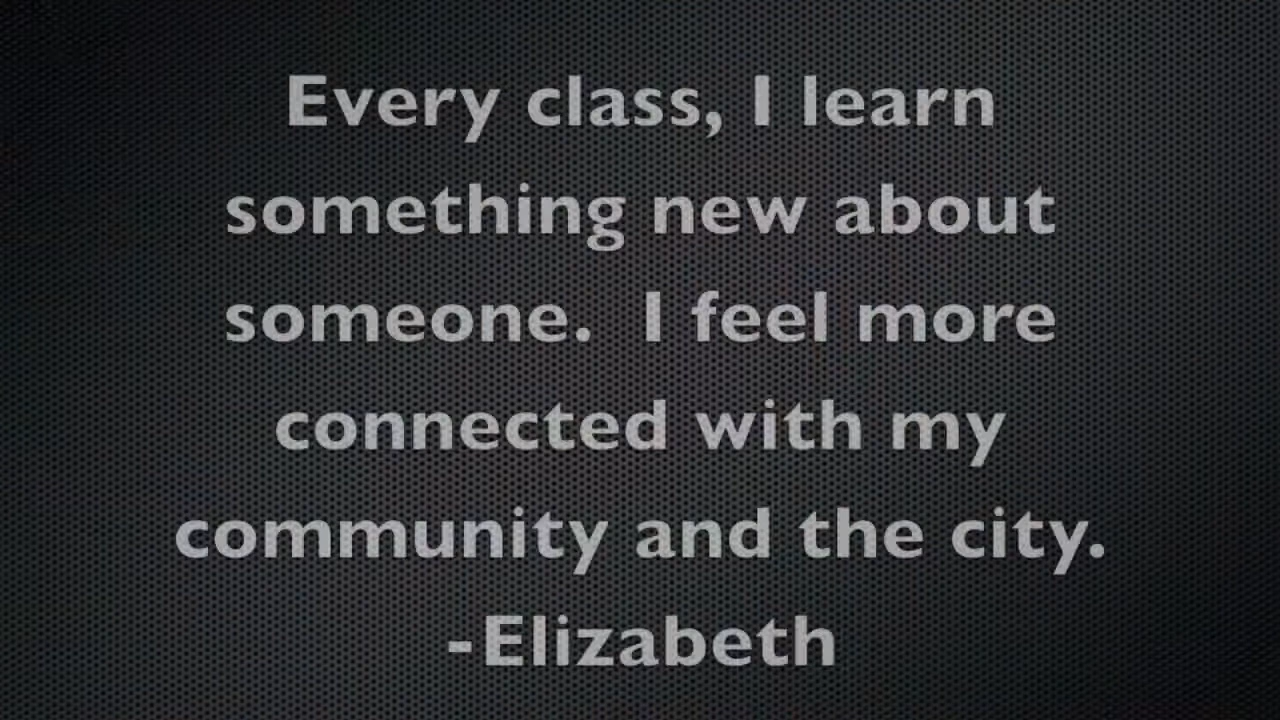 Every class, I learn
something new about
someone.  I feel more
connected with my
community and the city.
-Elizabeth